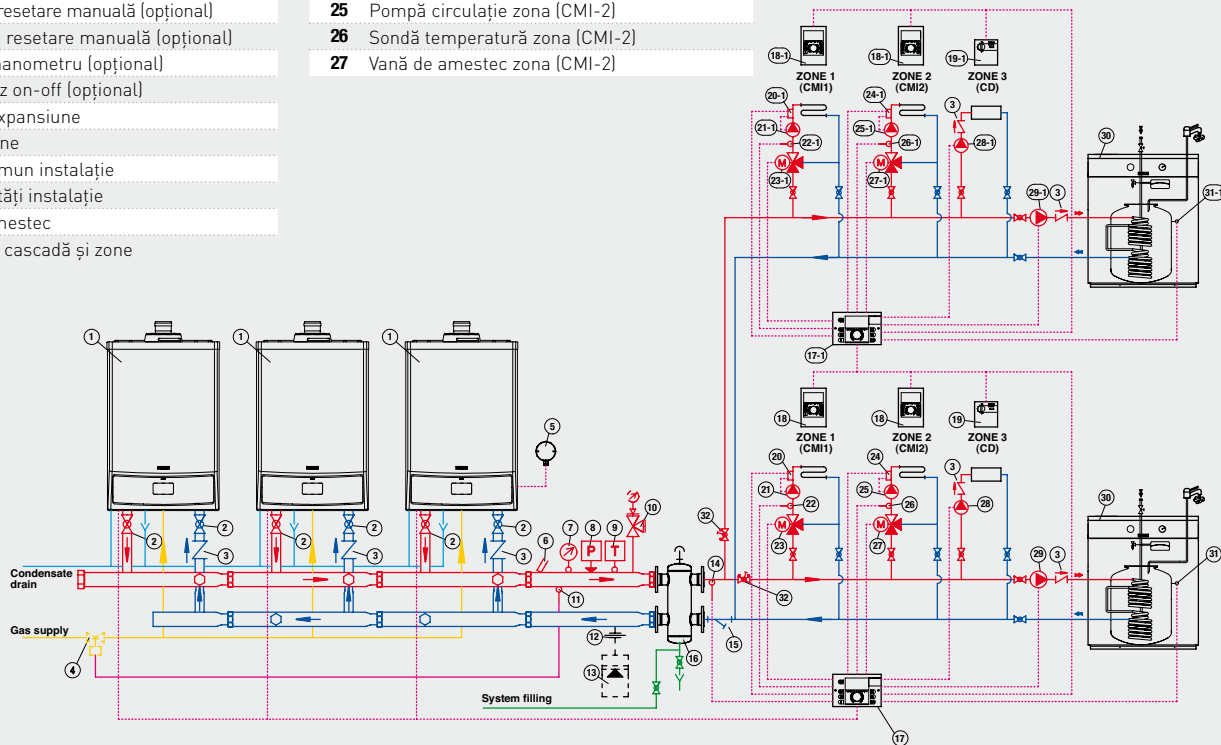 resetare manuală (optional)
resetare manuală (optional)
manometru (optional)
z on-off (optional)
xpansiune
ne
mun instalație
tăți instalație
mestec
cascadă și zone
25 Pompă circulație zona (CMI-2)
26 Sondă temperatură zona (CMI-2)
27 Vană de amestec zona (CMI-2)
18-1 18-1 19-1
ZONE 1 (CMI1)
ZONE 2 (CMI2)
ZONE 3 (CD)
20-1 24-1 3
21-1 25-1 28-1
22-1 26-1
M M
23-1 27-1
30
29-1 3 31-1
17-1
1 1 1
5
18 18 19
ZONE 1 (CMI1)
ZONE 2 (CMI2)
ZONE 3 (CD)
20 24 3
21 25 28
22 26
M M
23 27
30
29 3 31
2 2 2
2 2 2
3 3 3
7 8 9 10
P T
6
32
14
32
Condensate drain
11
Gas supply
4
12
13
15
16
System filling
17